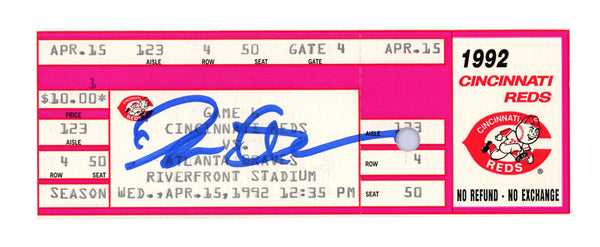 APR.15 123 4 50 GATE 4 APR.15
AISLE ROW SEAT
1
$10.00*
PRICE
123
AISLE
4 50
ROW SEAT
SEASON
GAME
CINCINNATI REDS
VS.
ATLANTA BRAVES
RIVERFRONT STADIUM
WED.,APR.15,1992 12:35 PM
AISLE 123
ROW 4
SEAT 50
1992
CINCINNATI
REDS
CINCINNATI
REDS
NO REFUND - NO EXCHANGE